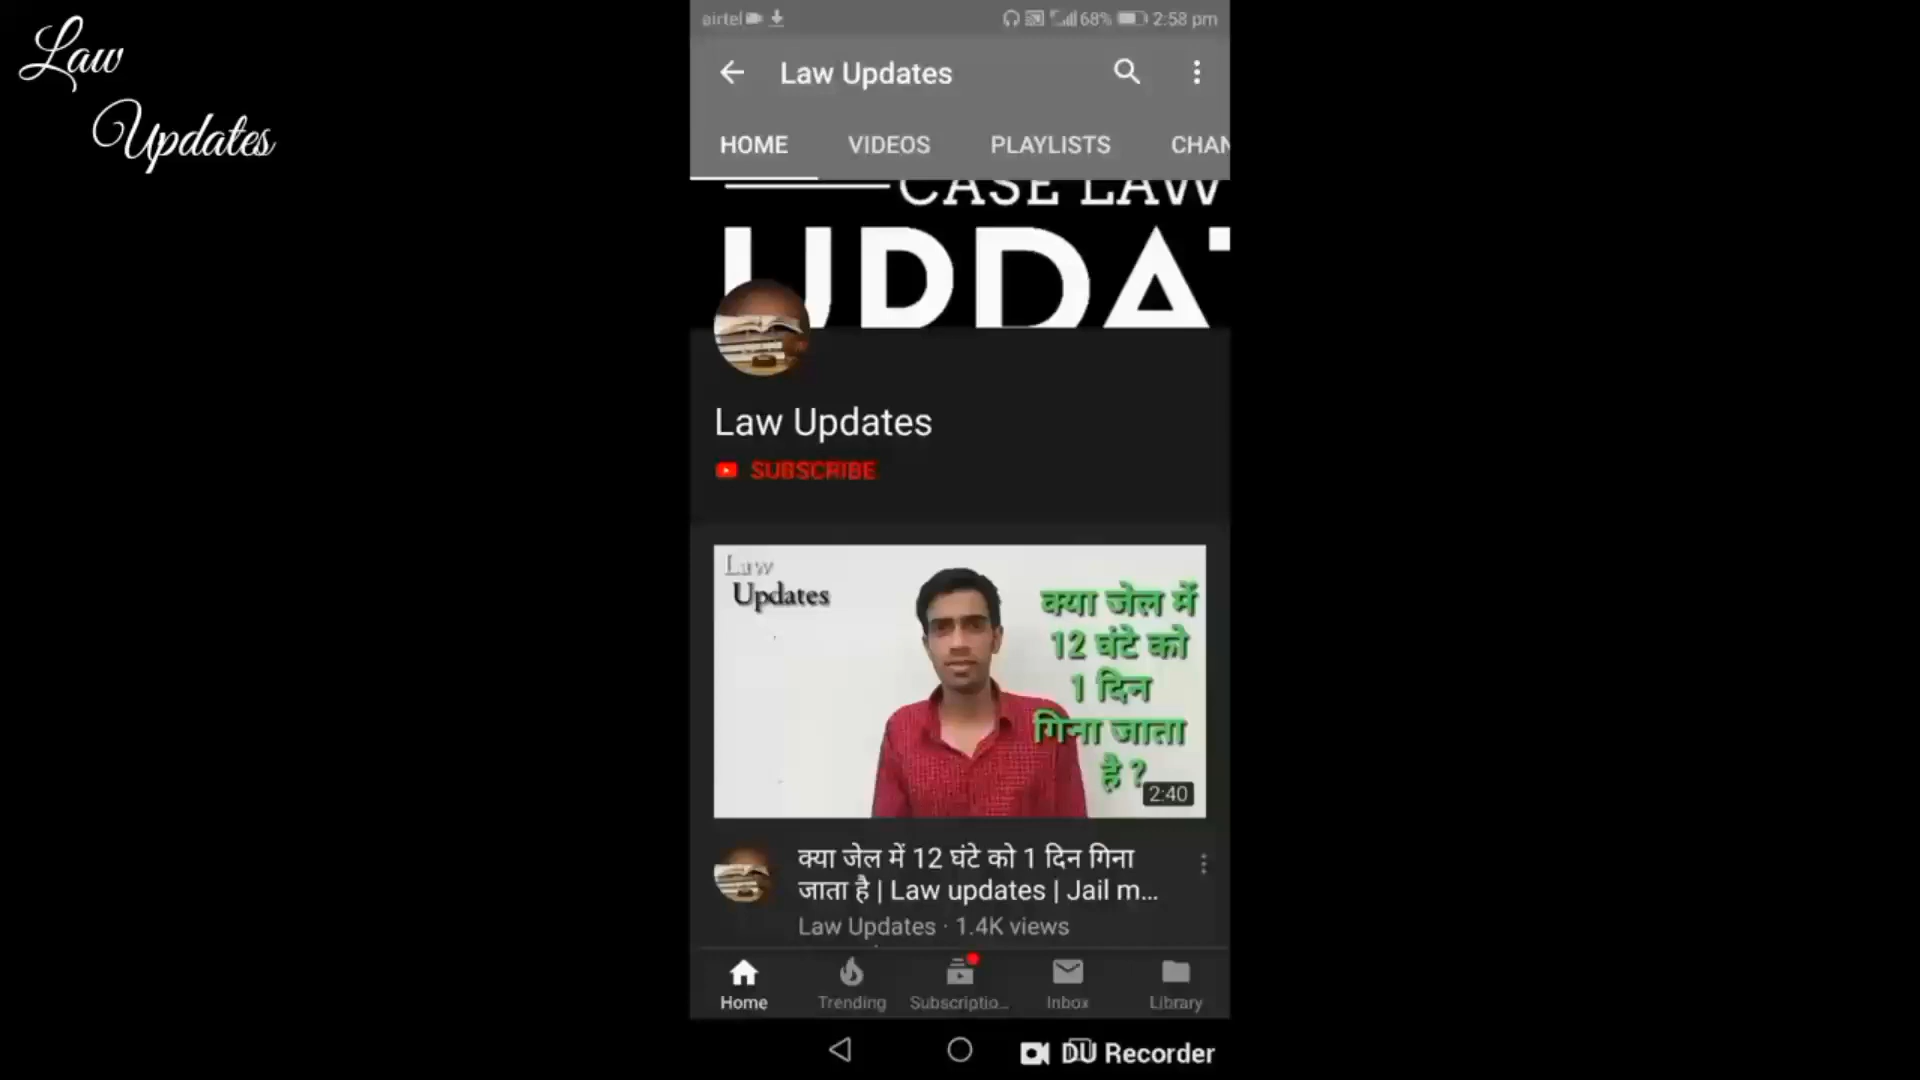 Law
Updates
airtel 68% 2:58 pm
Law Updates
HOME VIDEOS PLAYLISTS CHAN
CASE LAW
UPDAT
Law Updates
SUBSCRIBE
Law
Updates
क्या जेल में
12 घंटे को
1 दिन
गिना जाता
है ?
2:40
क्या जेल में 12 घंटे को 1 दिन गिना
जाता है | Law updates | Jail m...
Law Updates · 1.4K views
Home Trending Subscriptio... Inbox Library
DU Recorder